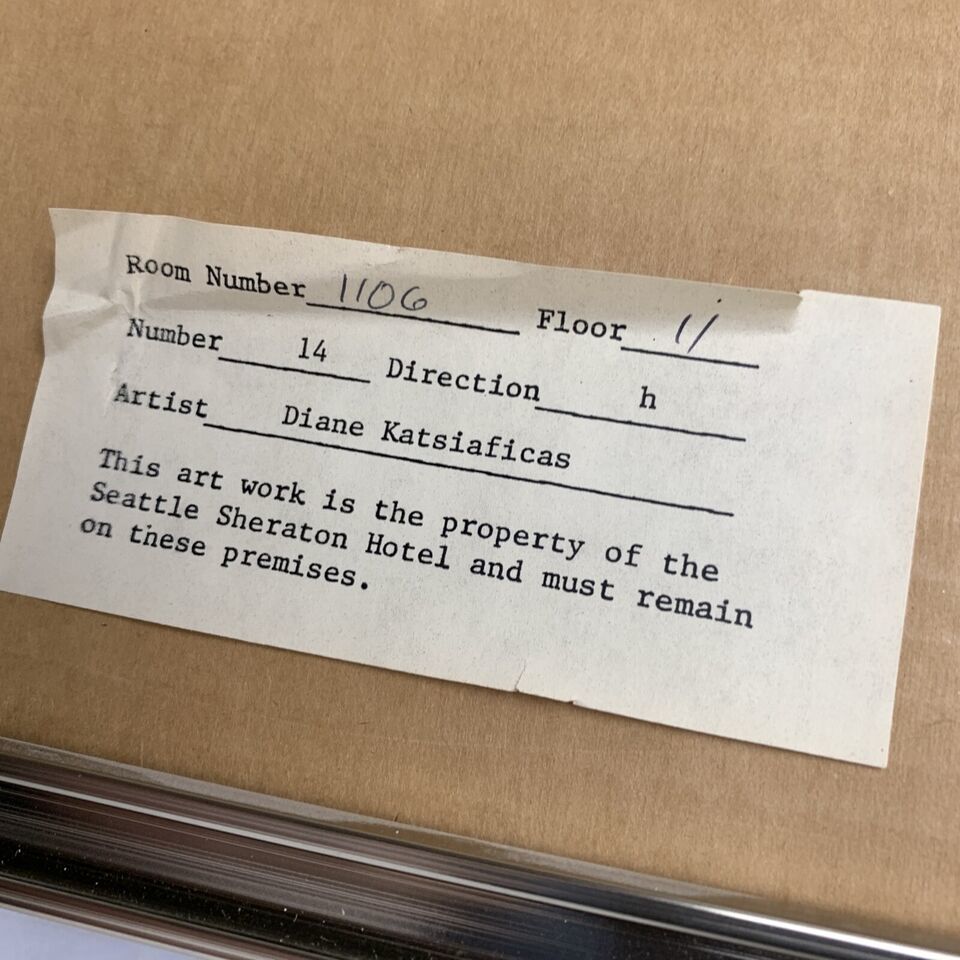 Room Number 1106 Floor 11
Number 14 Direction h
Artist Diane Katsiaficas
This art work is the property of the
Seattle Sheraton Hotel and must remain
on these premises.